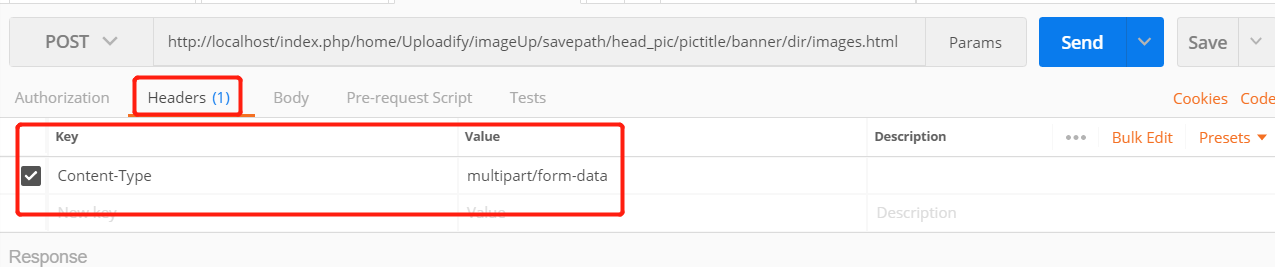 POST http://localhost/index.php/home/Uploadify/imageUp/savepath/head_pic/pictitle/banner/dir/images.html Params Send Save
Authorization Headers (1) Body Pre-request Script Tests Cookies Code
Key Value Description ••• Bulk Edit Presets
Content-Type multipart/form-data
New key Value Description
Response